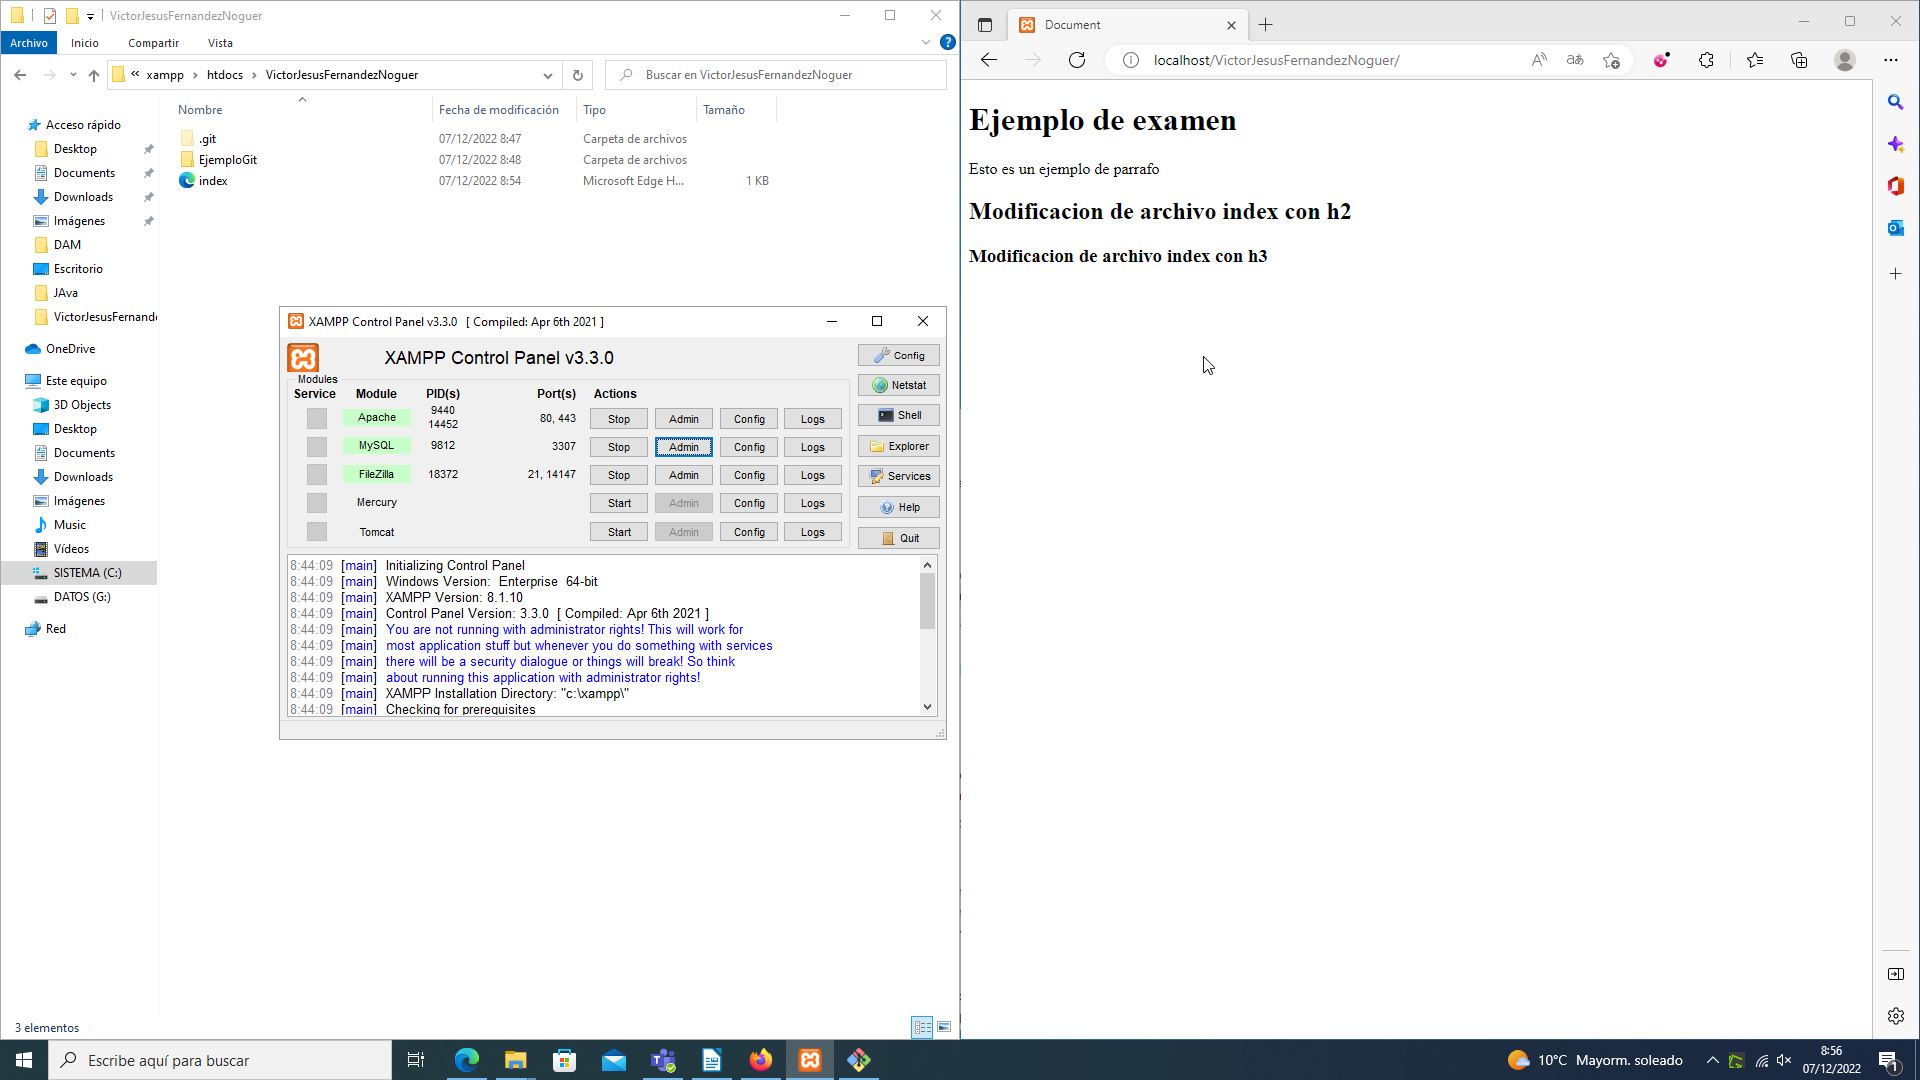 VictorJesusFernandezNoguer
Archivo Inicio Compartir Vista
« xampp › htdocs › VictorJesusFernandezNoguer
Buscar en VictorJesusFernandezNoguer
Nombre Fecha de modificación Tipo Tamaño
.git 07/12/2022 8:47 Carpeta de archivos
EjemploGit 07/12/2022 8:48 Carpeta de archivos
index 07/12/2022 8:54 Microsoft Edge H... 1 KB
Acceso rápido
Desktop
Documents
Downloads
Imágenes
DAM
Escritorio
JAva
VictorJesusFernande
OneDrive
Este equipo
3D Objects
Desktop
Documents
Downloads
Imágenes
Music
Vídeos
SISTEMA (C:)
DATOS (G:)
Red
3 elementos
XAMPP Control Panel v3.3.0 [ Compiled: Apr 6th 2021 ]
XAMPP Control Panel v3.3.0
Modules
Service Module PID(s) Port(s) Actions
Apache 9440 14452 80, 443 Stop Admin Config Logs
MySQL 9812 3307 Stop Admin Config Logs
FileZilla 18372 21, 14147 Stop Admin Config Logs
Mercury Start Admin Config Logs
Tomcat Start Admin Config Logs
Config
Netstat
Shell
Explorer
Services
Help
Quit
8:44:09 [main] Initializing Control Panel
8:44:09 [main] Windows Version: Enterprise 64-bit
8:44:09 [main] XAMPP Version: 8.1.10
8:44:09 [main] Control Panel Version: 3.3.0 [ Compiled: Apr 6th 2021 ]
8:44:09 [main] You are not running with administrator rights! This will work for
8:44:09 [main] most application stuff but whenever you do something with services
8:44:09 [main] there will be a security dialogue or things will break! So think
8:44:09 [main] about running this application with administrator rights!
8:44:09 [main] XAMPP Installation Directory: "c:\xampp\"
8:44:09 [main] Checking for prerequisites
Document
localhost/VictorJesusFernandezNoguer/
Ejemplo de examen
Esto es un ejemplo de parrafo
Modificacion de archivo index con h2
Modificacion de archivo index con h3
Escribe aquí para buscar
10°C Mayorm. soleado
8:56
07/12/2022
1